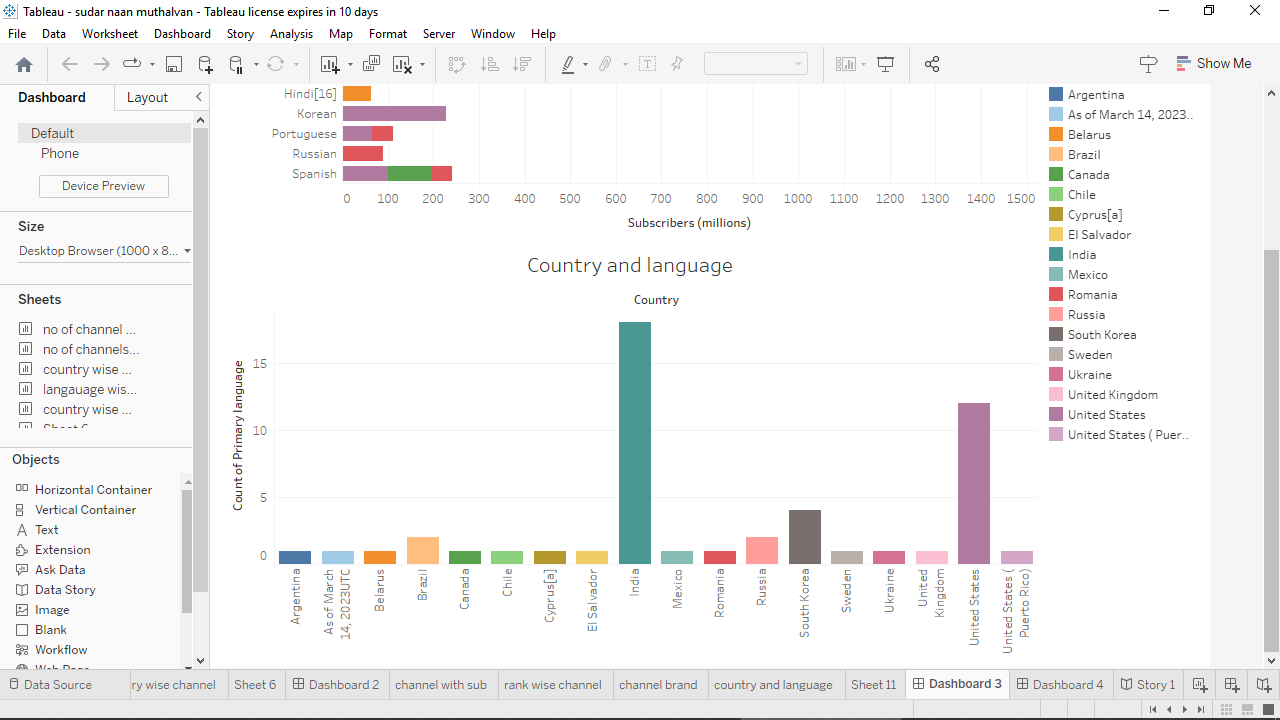 Tableau - sudar naan muthalvan - Tableau license expires in 10 days
File Data Worksheet Dashboard Story Analysis Map Format Server Window Help
Show Me
Dashboard Layout
Default
Phone
Device Preview
Size
Desktop Browser (1000 x 8...
Sheets
no of channel ...
no of channels...
country wise ...
langauage wis...
country wise ...
Sheet 6
Objects
Horizontal Container
Vertical Container
Text
Extension
Ask Data
Data Story
Image
Blank
Workflow
Web Page
Hindi[16]
Korean
Portuguese
Russian
Spanish
0 100 200 300 400 500 600 700 800 900 1000 1100 1200 1300 1400 1500
Subscribers (millions)
Country and language
Country
Count of Primary language
15
10
5
0
Argentina
As of March
14, 2023UTC
Belarus
Brazil
Canada
Chile
Cyprus[a]
El Salvador
India
Mexico
Romania
Russia
South Korea
Sweden
Ukraine
United
Kingdom
United States
United States (
Puerto Rico)
Argentina
As of March 14, 2023..
Belarus
Brazil
Canada
Chile
Cyprus[a]
El Salvador
India
Mexico
Romania
Russia
South Korea
Sweden
Ukraine
United Kingdom
United States
United States ( Puer..
Data Source ry wise channel Sheet 6 Dashboard 2 channel with sub rank wise channel channel brand country and language Sheet 11 Dashboard 3 Dashboard 4 Story 1